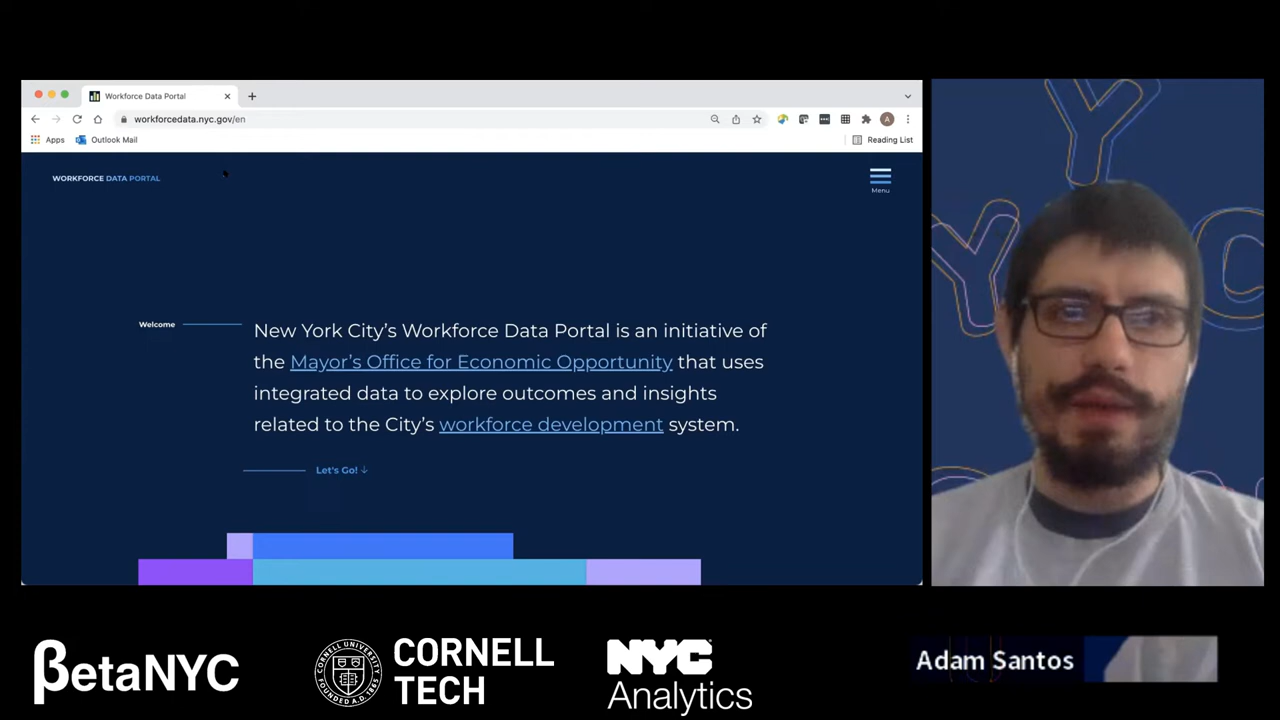 Workforce Data Portal
workforcedata.nyc.gov/en
Apps
Outlook Mail
Reading List
WORKFORCE DATA PORTAL
Menu
Welcome
New York City's Workforce Data Portal is an initiative of
the Mayor's Office for Economic Opportunity that uses
integrated data to explore outcomes and insights
related to the City's workforce development system.
Let's Go! ↓
βetaNYC
CORNELL
TECH
NYC
Analytics
Adam Santos